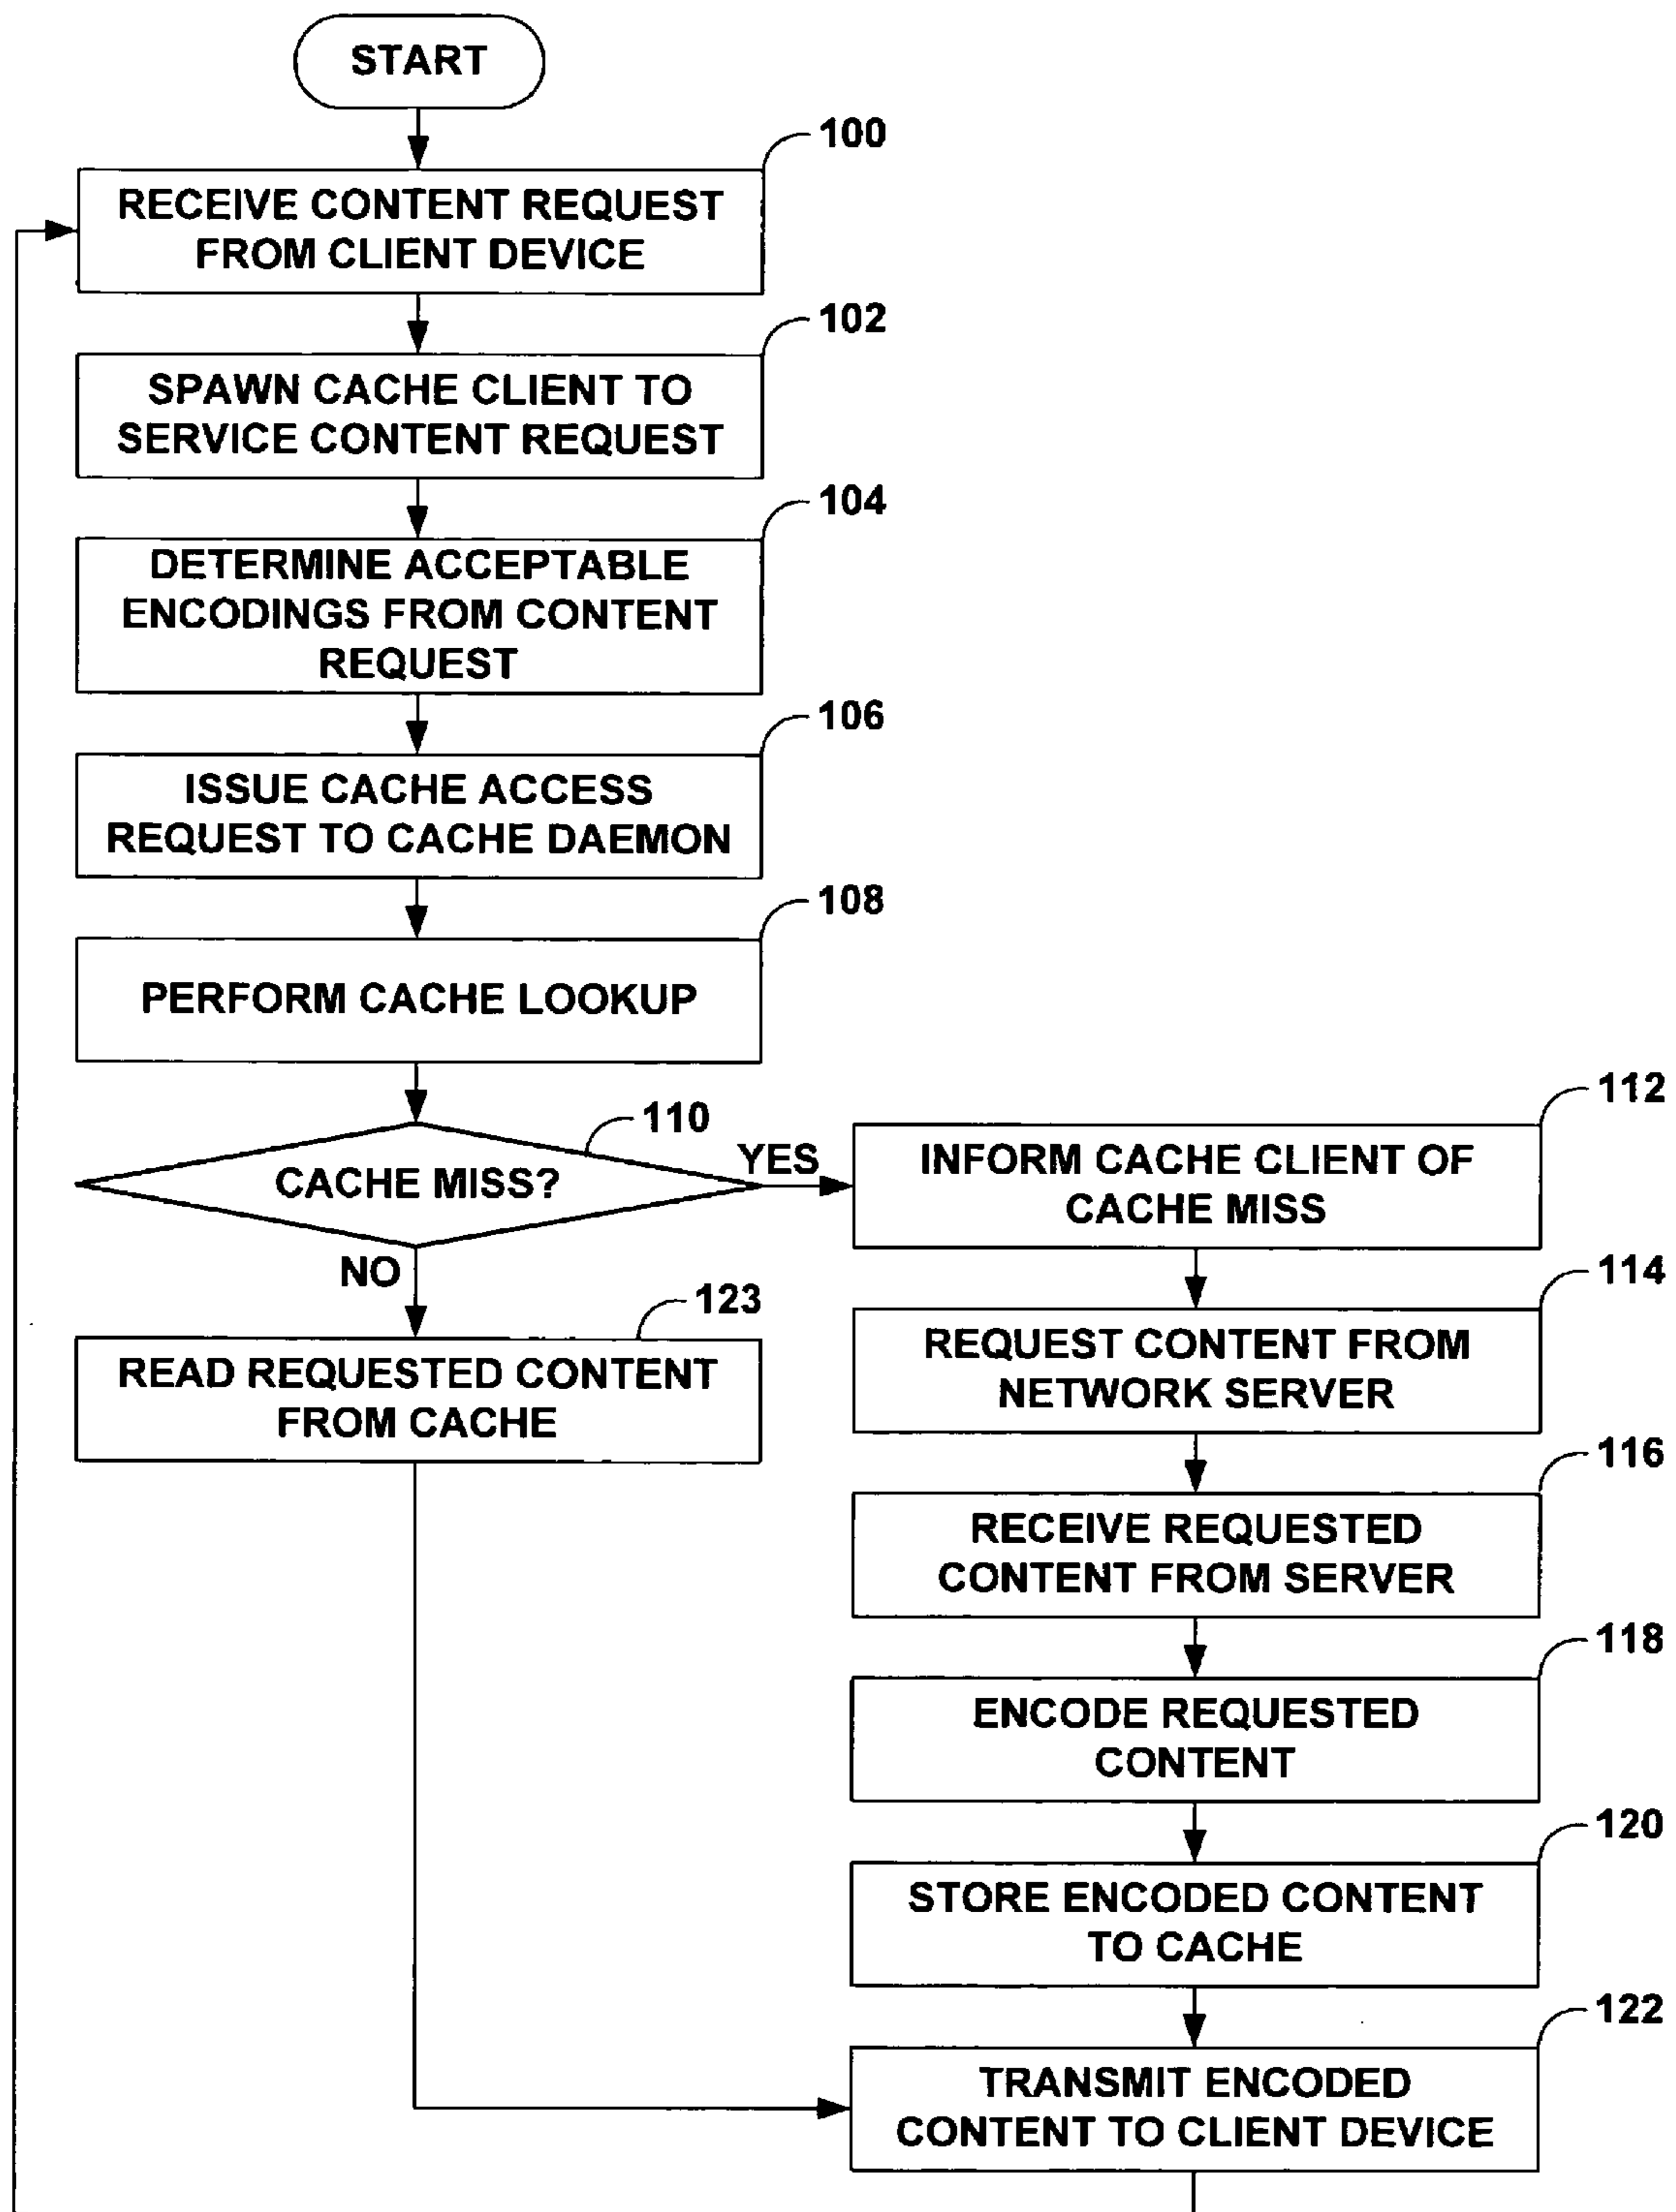 START
100
RECEIVE CONTENT REQUEST
FROM CLIENT DEVICE
102
SPAWN CACHE CLIENT TO
SERVICE CONTENT REQUEST
104
DETERMINE ACCEPTABLE
ENCODINGS FROM CONTENT
REQUEST
106
ISSUE CACHE ACCESS
REQUEST TO CACHE DAEMON
108
PERFORM CACHE LOOKUP
110
CACHE MISS?
YES
NO
112
INFORM CACHE CLIENT OF
CACHE MISS
114
REQUEST CONTENT FROM
NETWORK SERVER
123
READ REQUESTED CONTENT
FROM CACHE
116
RECEIVE REQUESTED
CONTENT FROM SERVER
118
ENCODE REQUESTED
CONTENT
120
STORE ENCODED CONTENT
TO CACHE
122
TRANSMIT ENCODED
CONTENT TO CLIENT DEVICE